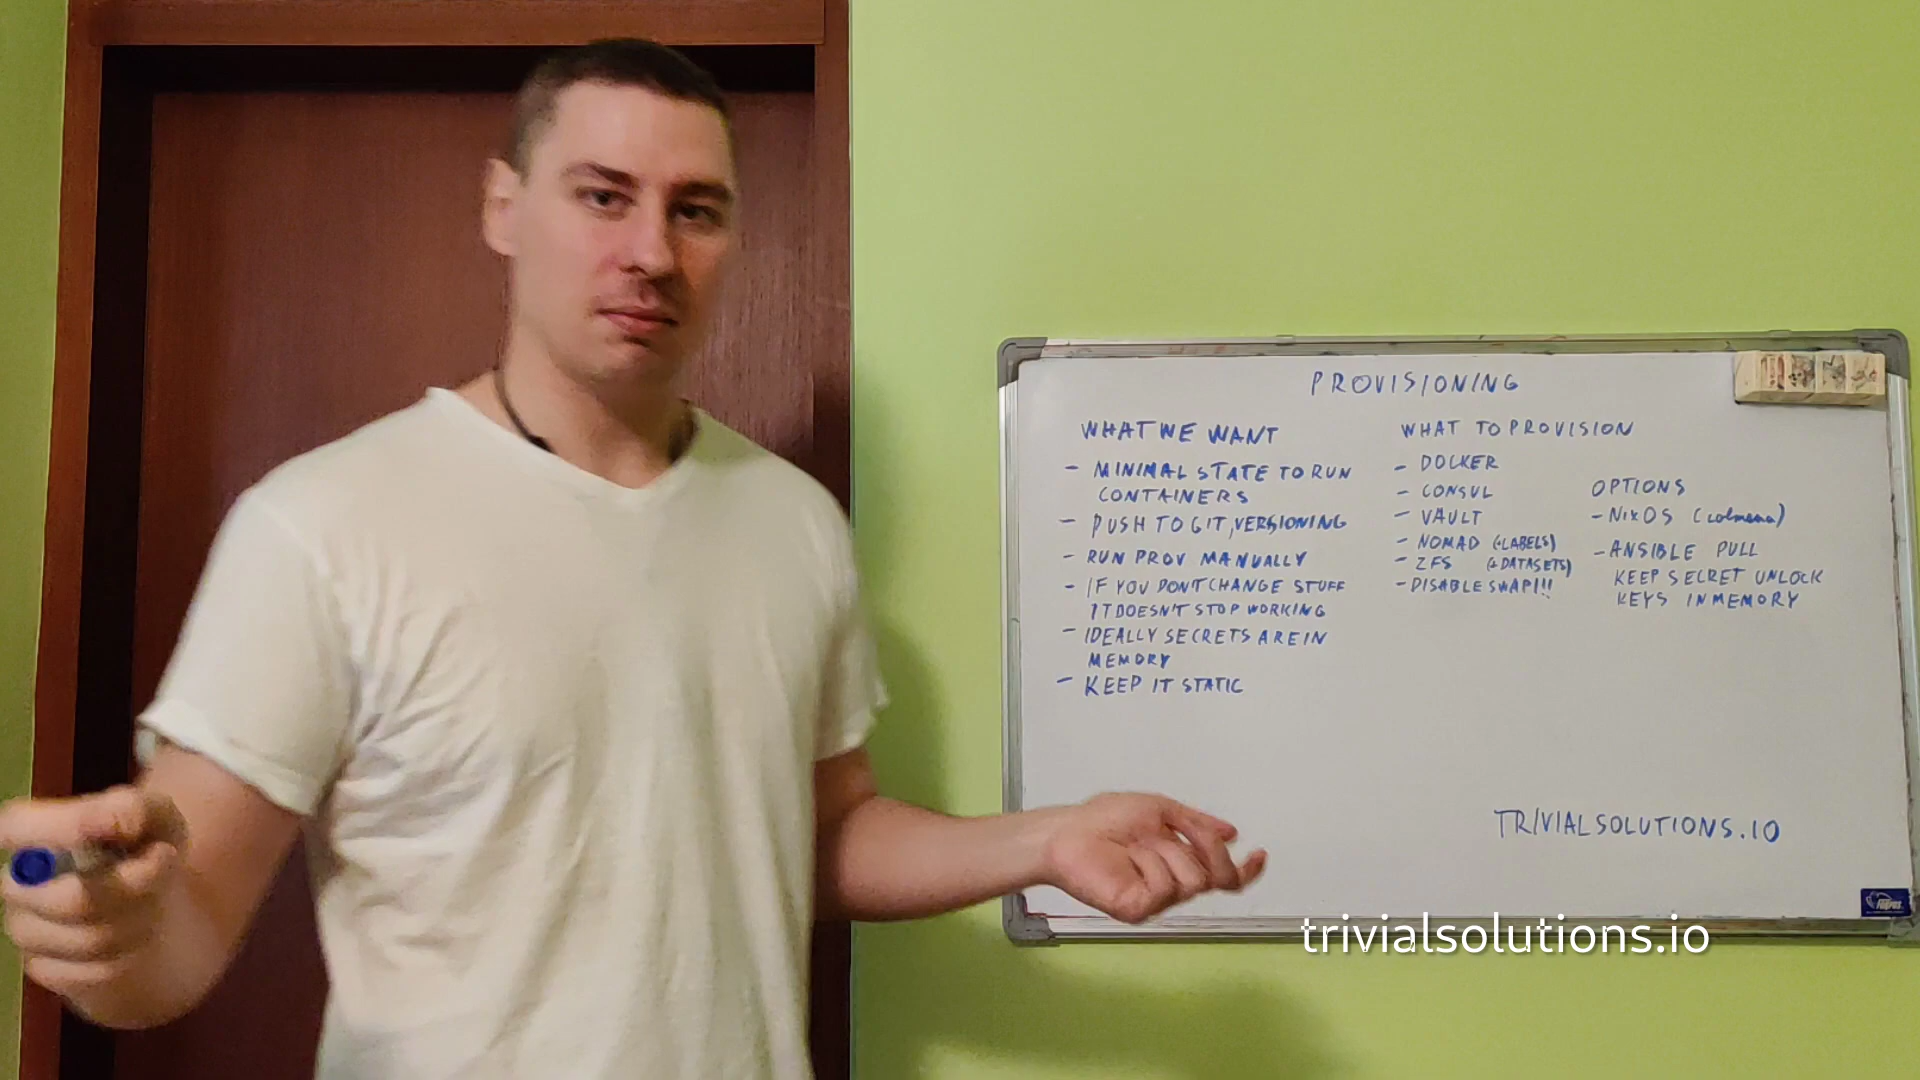 PROVISIONING
WHAT WE WANT
- MINIMAL STATE TO RUN
CONTAINERS
- PUSH TO GIT, VERSIONING
- RUN PROV MANUALLY
- IF YOU DONT CHANGE STUFF
IT DOESN'T STOP WORKING
- IDEALLY SECRETS ARE IN
MEMORY
- KEEP IT STATIC
WHAT TO PROVISION
- DOCKER
- CONSUL
- VAULT
- NOMAD (+LABELS)
- ZFS (+DATASETS)
- DISABLE SWAP!!!
OPTIONS
- NixOS (colmena)
- ANSIBLE PULL
KEEP SECRET UNLOCK
KEYS IN MEMORY
TRIVIALSOLUTIONS.IO
trivialsolutions.io